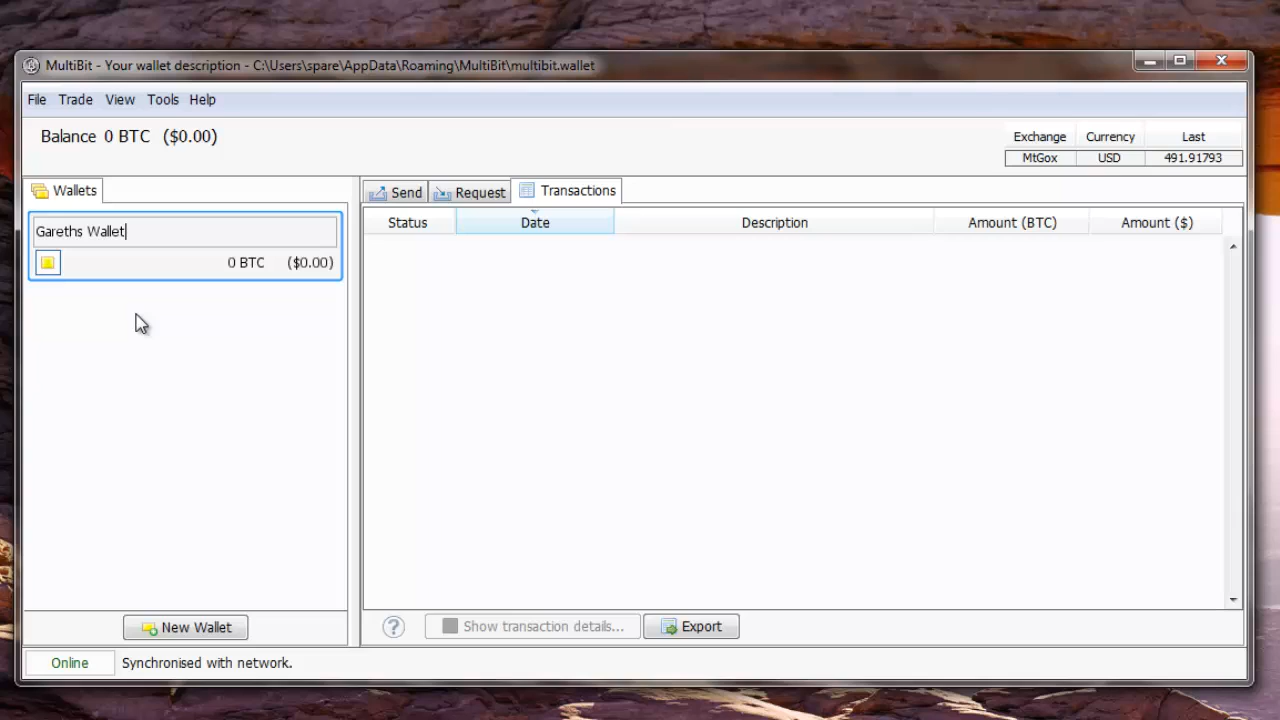 MultiBit - Your wallet description - C:\Users\spare\AppData\Roaming\MultiBit\multibit.wallet
File Trade View Tools Help
Balance 0 BTC ($0.00)
Exchange Currency Last
MtGox USD 491.91793
Wallets
Send Request Transactions
Gareths Wallet
0 BTC ($0.00)
Status Date Description Amount (BTC) Amount ($)
New Wallet
? Show transaction details... Export
Online Synchronised with network.